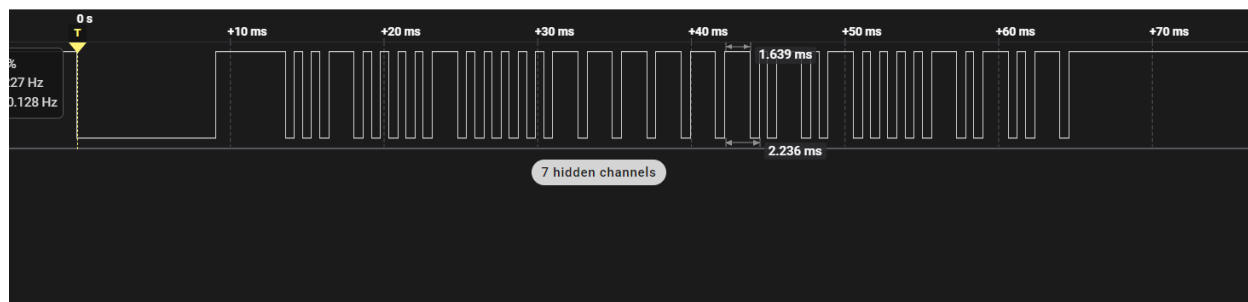 0 s
T
+10 ms
+20 ms
+30 ms
+40 ms
+50 ms
+60 ms
+70 ms
%
1.639 ms
27 Hz
0.128 Hz
2.236 ms
7 hidden channels